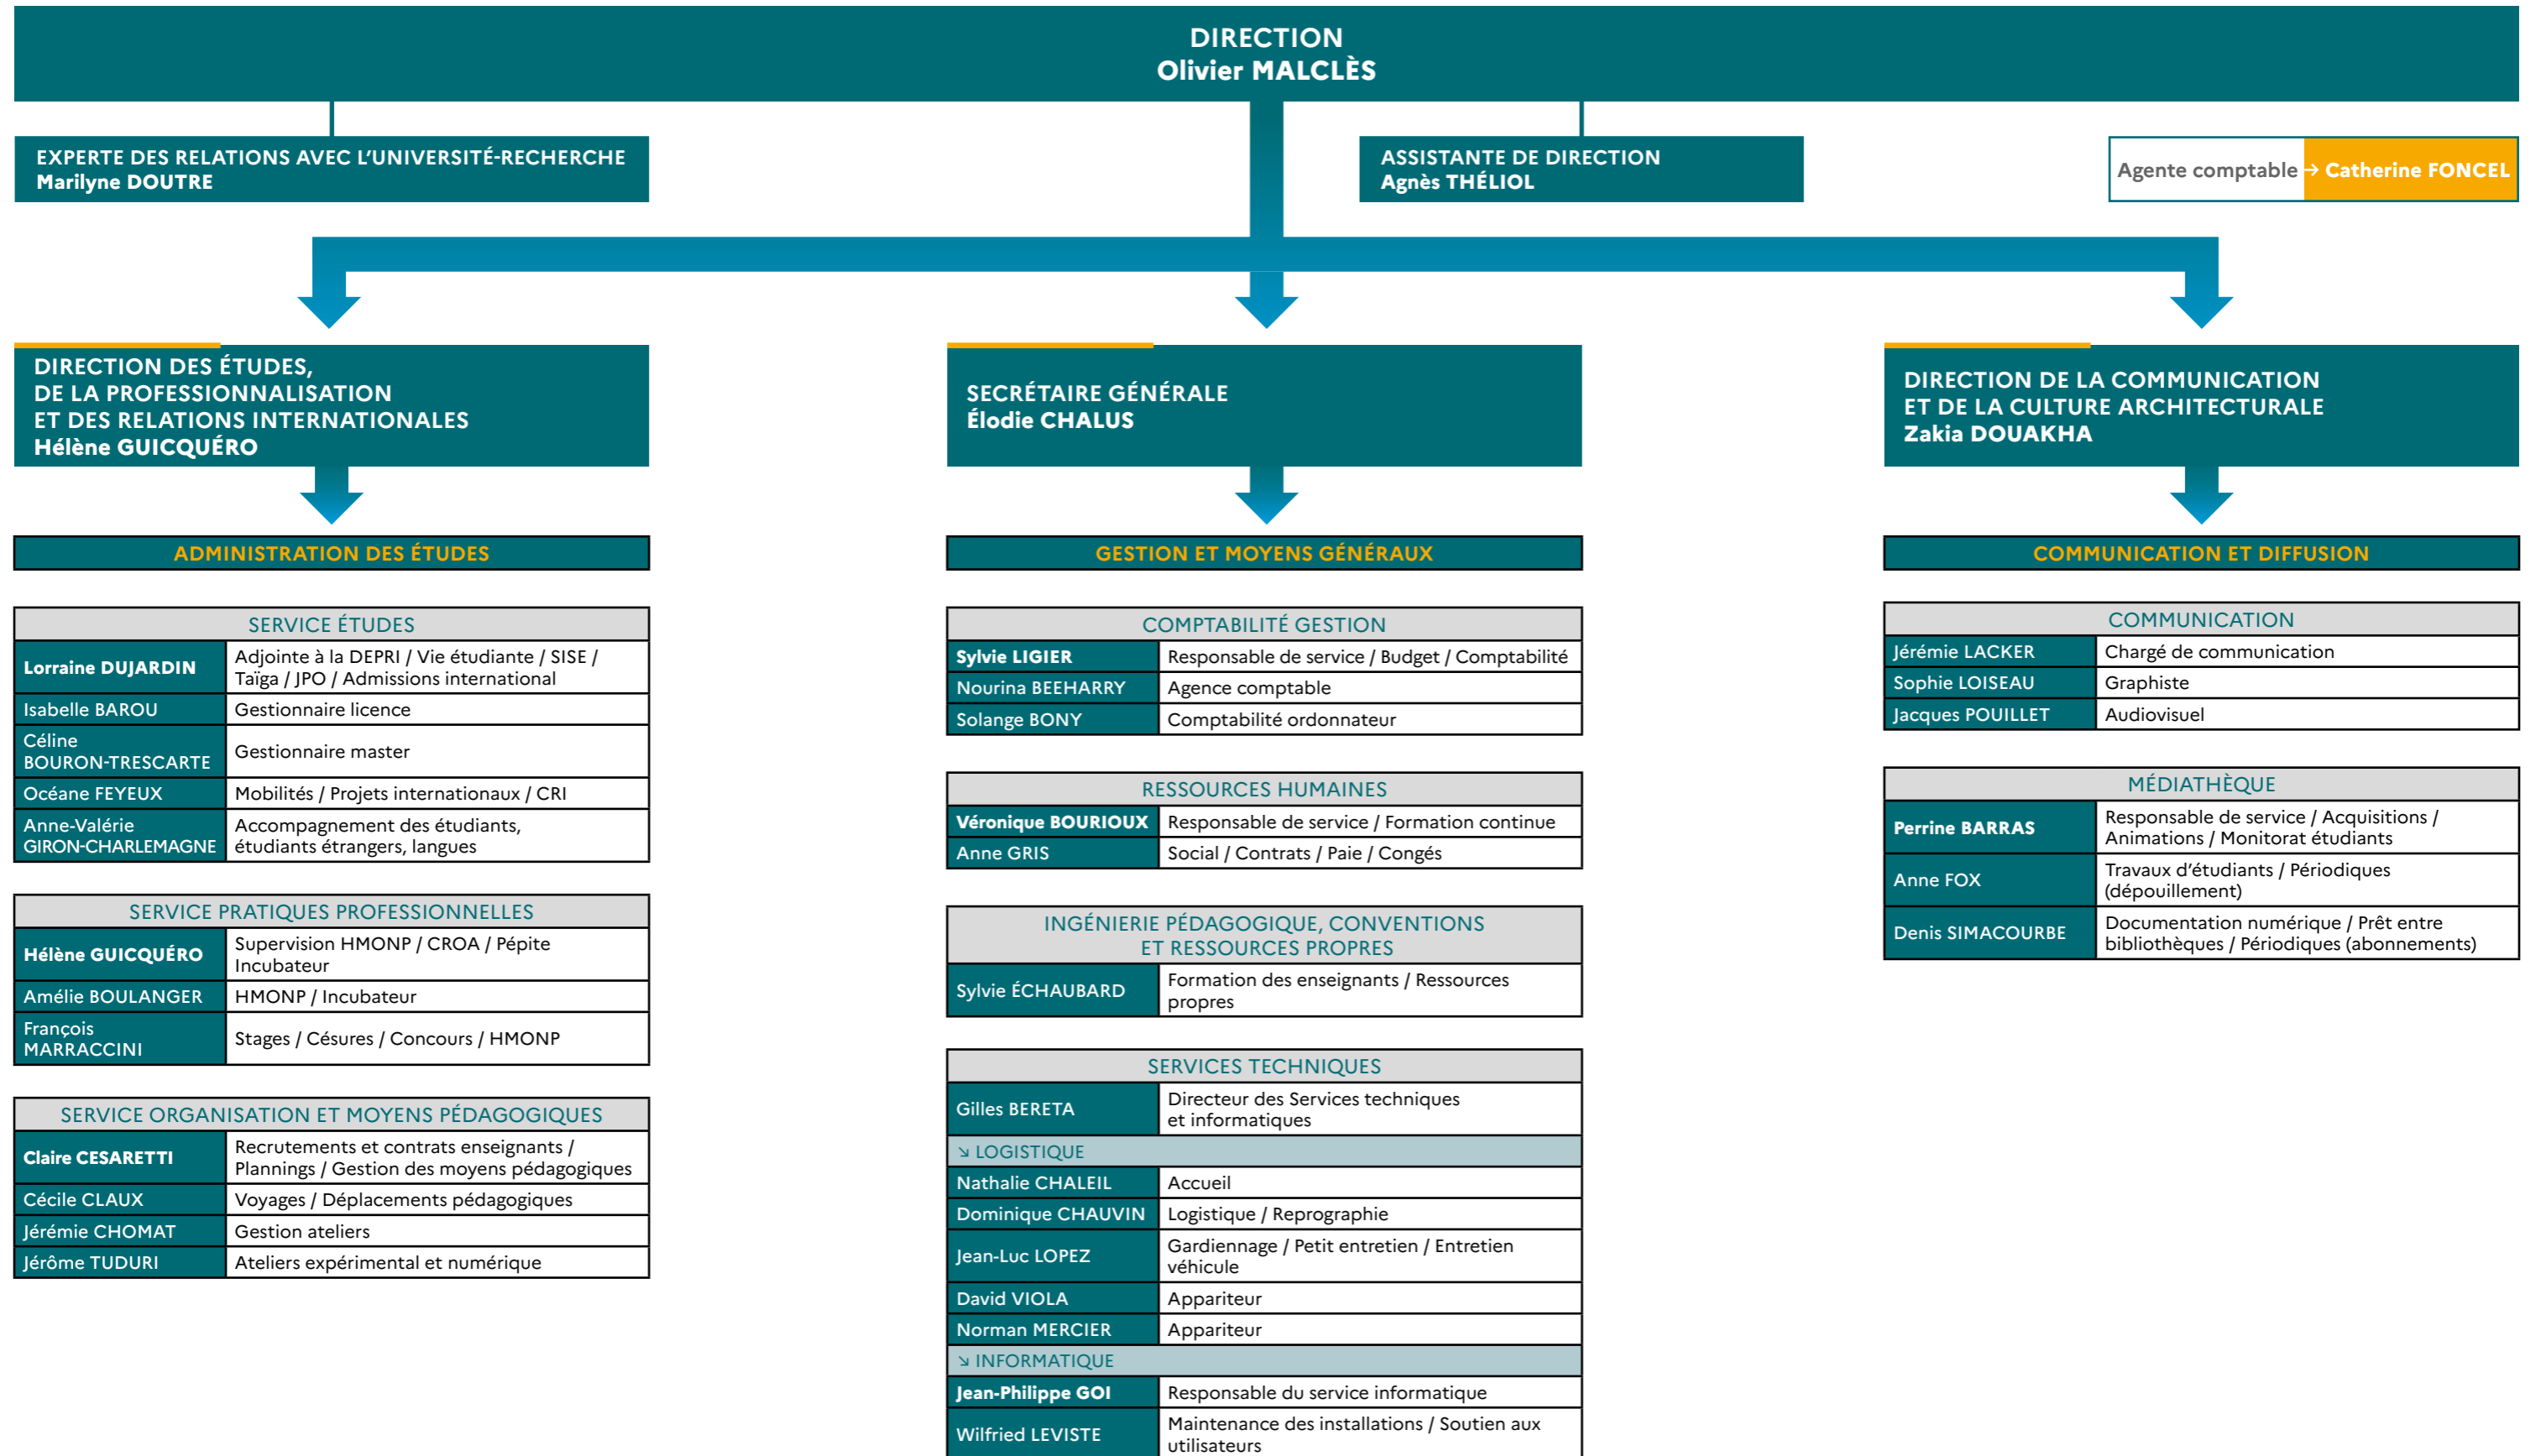 DIRECTION
Olivier MALCLÈS
EXPERTE DES RELATIONS AVEC L'UNIVERSITÉ-RECHERCHE
Marilyne DOUTRE
ASSISTANTE DE DIRECTION
Agnès THÉLIOL
Agente comptable → Catherine FONCEL
DIRECTION DES ÉTUDES,
DE LA PROFESSIONNALISATION
ET DES RELATIONS INTERNATIONALES
Hélène GUICQUÉRO
SECRÉTAIRE GÉNÉRALE
Élodie CHALUS
DIRECTION DE LA COMMUNICATION
ET DE LA CULTURE ARCHITECTURALE
Zakia DOUAKHA
ADMINISTRATION DES ÉTUDES
SERVICE ÉTUDES
Lorraine DUJARDIN
Adjointe à la DEPRI / Vie étudiante / SISE /
Taïga / JPO / Admissions international
Isabelle BAROU
Gestionnaire licence
Céline
BOURON-TRESCARTE
Gestionnaire master
Océane FEYEUX
Mobilités / Projets internationaux / CRI
Anne-Valérie
GIRON-CHARLEMAGNE
Accompagnement des étudiants,
étudiants étrangers, langues
SERVICE PRATIQUES PROFESSIONNELLES
Hélène GUICQUÉRO
Supervision HMONP / CROA / Pépite
Incubateur
Amélie BOULANGER
HMONP / Incubateur
François
MARRACCINI
Stages / Césures / Concours / HMONP
SERVICE ORGANISATION ET MOYENS PÉDAGOGIQUES
Claire CESARETTI
Recrutements et contrats enseignants /
Plannings / Gestion des moyens pédagogiques
Cécile CLAUX
Voyages / Déplacements pédagogiques
Jérémie CHOMAT
Gestion ateliers
Jérôme TUDURI
Ateliers expérimental et numérique
GESTION ET MOYENS GÉNÉRAUX
COMPTABILITÉ GESTION
Sylvie LIGIER
Responsable de service / Budget / Comptabilité
Nourina BEEHARRY
Agence comptable
Solange BONY
Comptabilité ordonnateur
RESSOURCES HUMAINES
Véronique BOURIOUX
Responsable de service / Formation continue
Anne GRIS
Social / Contrats / Paie / Congés
INGÉNIERIE PÉDAGOGIQUE, CONVENTIONS
ET RESSOURCES PROPRES
Sylvie ÉCHAUBARD
Formation des enseignants / Ressources
propres
SERVICES TECHNIQUES
Gilles BERETA
Directeur des Services techniques
et informatiques
↘ LOGISTIQUE
Nathalie CHALEIL
Accueil
Dominique CHAUVIN
Logistique / Reprographie
Jean-Luc LOPEZ
Gardiennage / Petit entretien / Entretien
véhicule
David VIOLA
Appariteur
Norman MERCIER
Appariteur
↘ INFORMATIQUE
Jean-Philippe GOI
Responsable du service informatique
Wilfried LEVISTE
Maintenance des installations / Soutien aux
utilisateurs
COMMUNICATION ET DIFFUSION
COMMUNICATION
Jérémie LACKER
Chargé de communication
Sophie LOISEAU
Graphiste
Jacques POUILLET
Audiovisuel
MÉDIATHÈQUE
Perrine BARRAS
Responsable de service / Acquisitions /
Animations / Monitorat étudiants
Anne FOX
Travaux d'étudiants / Périodiques
(dépouillement)
Denis SIMACOURBE
Documentation numérique / Prêt entre
bibliothèques / Périodiques (abonnements)